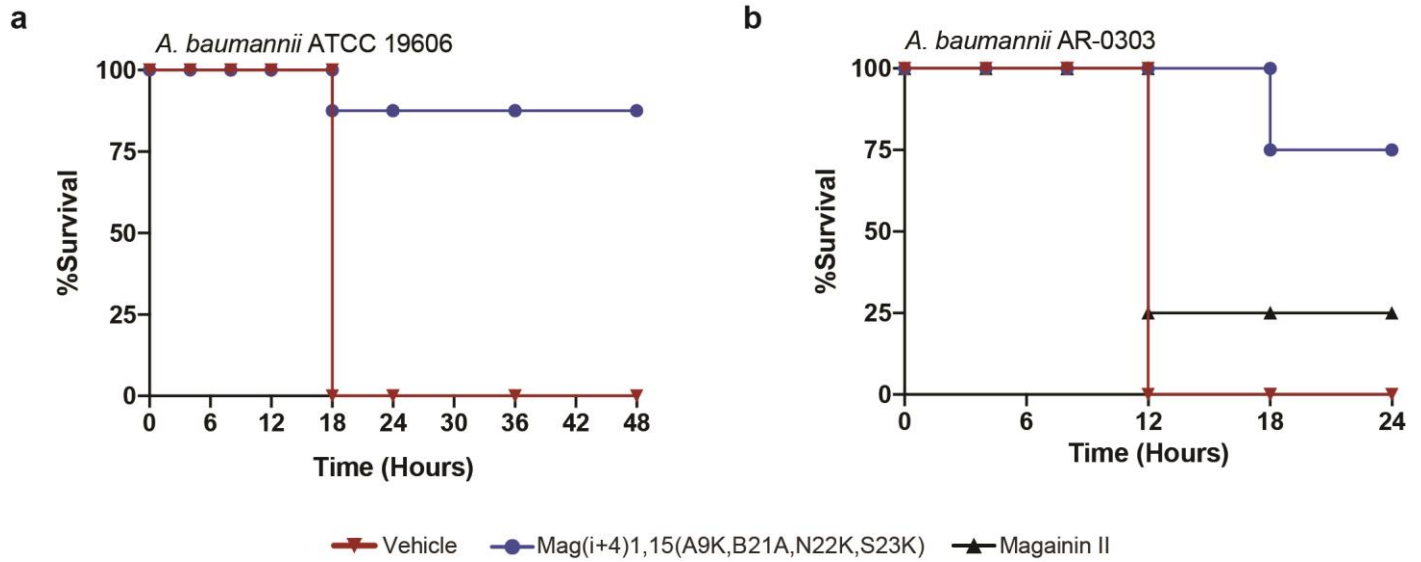 a
A. baumannii ATCC 19606
100
75
50
25
0
%Survival
0 6 12 18 24 30 36 42 48
Time (Hours)
b
A. baumannii AR-0303
100
75
50
25
0
%Survival
0 6 12 18 24
Time (Hours)
Vehicle Mag(i+4)1,15(A9K,B21A,N22K,S23K) Magainin II